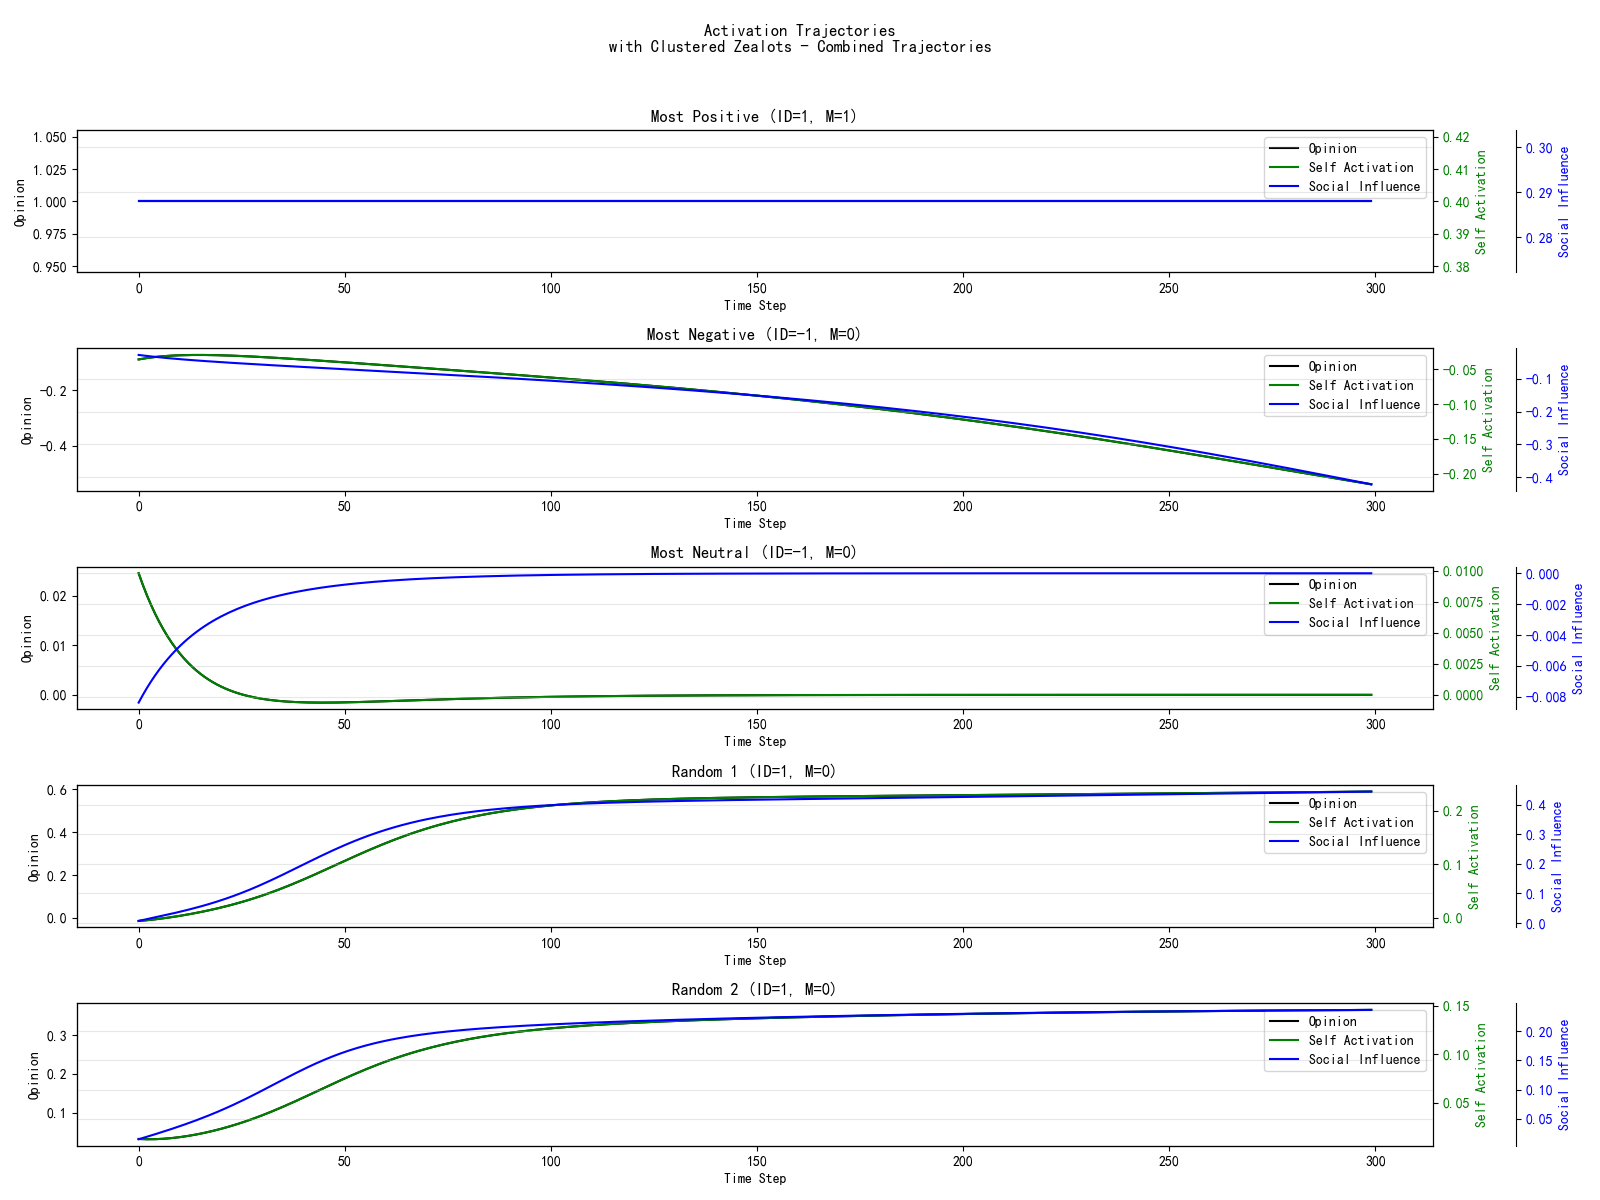 Activation Trajectories
with Clustered Zealots - Combined Trajectories
Most Positive (ID=1, M=1)
Opinion
1.050
1.025
1.000
0.975
0.950
0
50
100
150
200
250
300
Time Step
0.42
0.41
0.40
0.39
0.38
Self Activation
0.30
0.29
0.28
Social Influence
Opinion
Self Activation
Social Influence
Most Negative (ID=-1, M=0)
Opinion
-0.2
-0.4
0
50
100
150
200
250
300
Time Step
-0.05
-0.10
-0.15
-0.20
Self Activation
-0.1
-0.2
-0.3
-0.4
Social Influence
Opinion
Self Activation
Social Influence
Most Neutral (ID=-1, M=0)
Opinion
0.02
0.01
0.00
0
50
100
150
200
250
300
Time Step
0.0100
0.0075
0.0050
0.0025
0.0000
Self Activation
0.000
-0.002
-0.004
-0.006
-0.008
Social Influence
Opinion
Self Activation
Social Influence
Random 1 (ID=1, M=0)
Opinion
0.6
0.4
0.2
0.0
0
50
100
150
200
250
300
Time Step
0.2
0.1
0.0
Self Activation
0.4
0.3
0.2
0.1
0.0
Social Influence
Opinion
Self Activation
Social Influence
Random 2 (ID=1, M=0)
Opinion
0.3
0.2
0.1
0
50
100
150
200
250
300
Time Step
0.15
0.10
0.05
Self Activation
0.20
0.15
0.10
0.05
Social Influence
Opinion
Self Activation
Social Influence